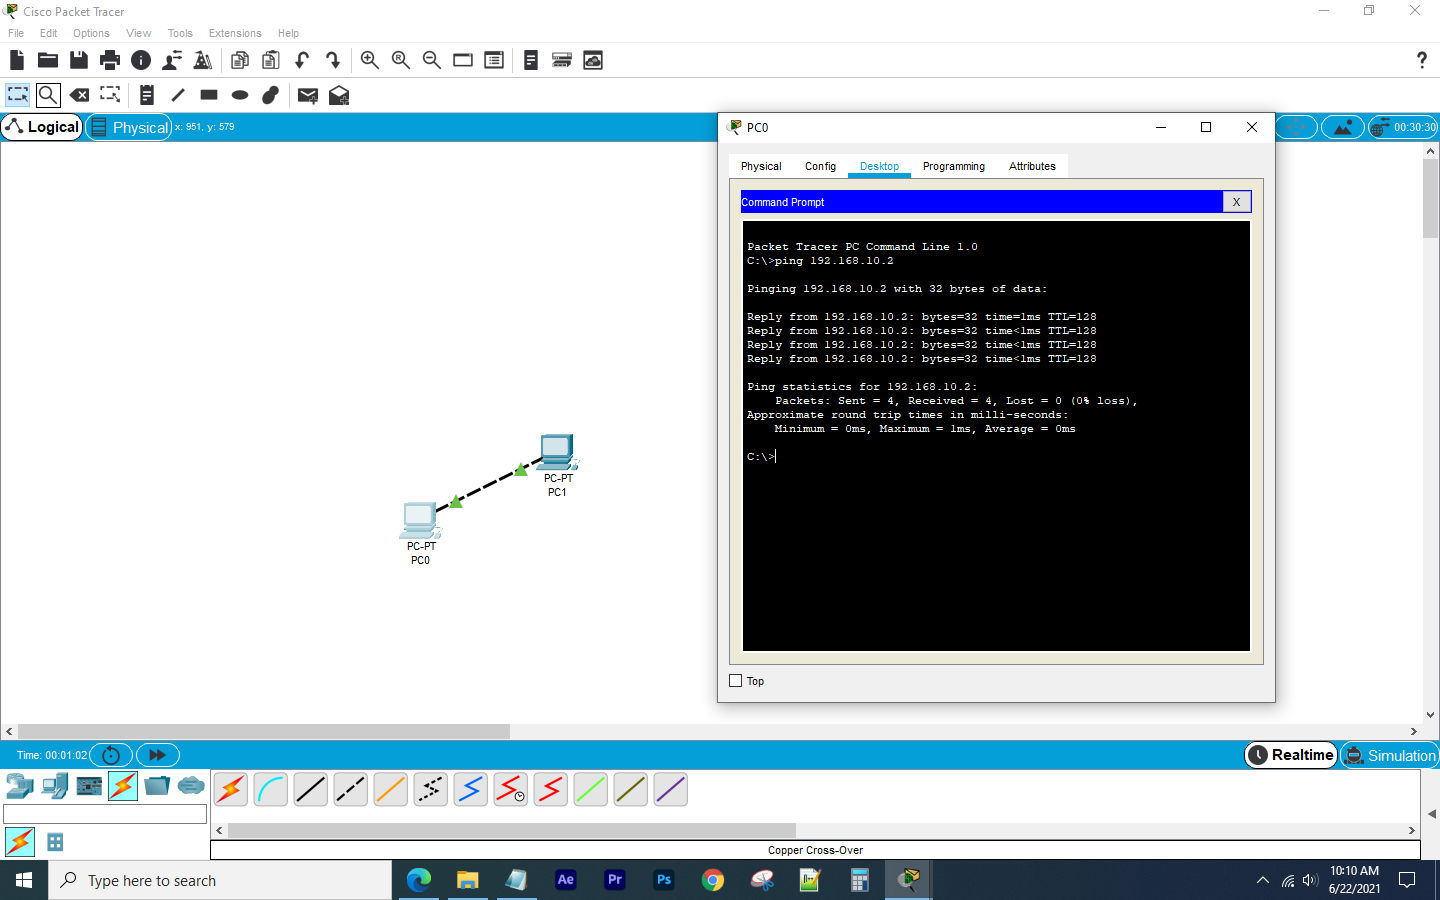 Cisco Packet Tracer
File Edit Options View Tools Extensions Help
Logical
Physical
x: 951, y: 579
00:30:30
PC0
Physical Config Desktop Programming Attributes
Command Prompt
X
Packet Tracer PC Command Line 1.0
C:\>ping 192.168.10.2
Pinging 192.168.10.2 with 32 bytes of data:
Reply from 192.168.10.2: bytes=32 time=1ms TTL=128
Reply from 192.168.10.2: bytes=32 time<1ms TTL=128
Reply from 192.168.10.2: bytes=32 time<1ms TTL=128
Reply from 192.168.10.2: bytes=32 time<1ms TTL=128
Ping statistics for 192.168.10.2:
Packets: Sent = 4, Received = 4, Lost = 0 (0% loss),
Approximate round trip times in milli-seconds:
Minimum = 0ms, Maximum = 1ms, Average = 0ms
C:\>
Top
PC-PT
PC1
PC-PT
PC0
Time: 00:01:02
Realtime
Simulation
Copper Cross-Over
Type here to search
Ae
Pr
Ps
10:10 AM
6/22/2021